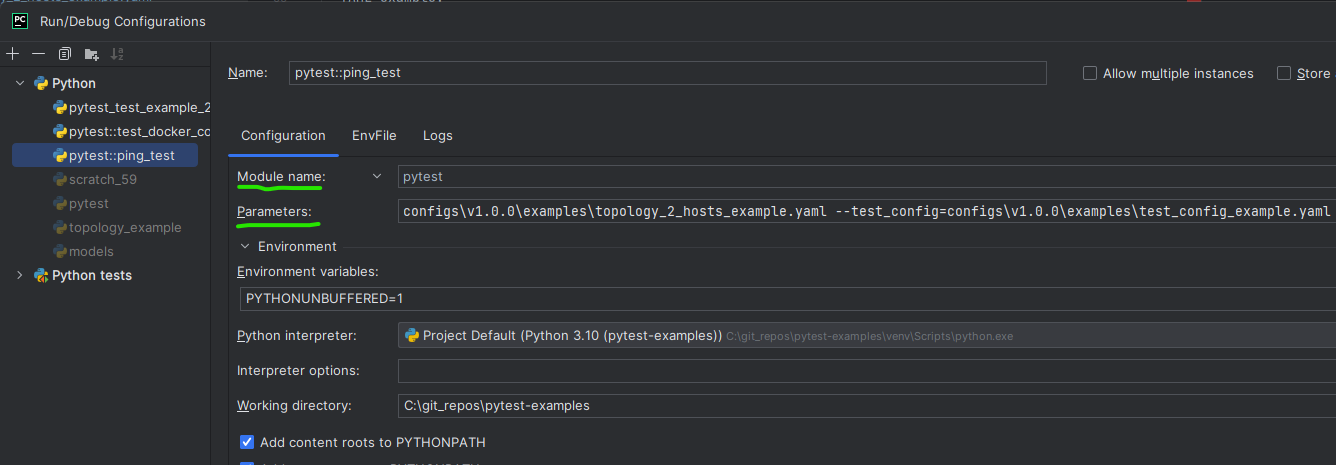 Run/Debug Configurations
Python
pytest_test_example_2
pytest::test_docker_co
pytest::ping_test
scratch_59
pytest
topology_example
models
Python tests
Name: pytest::ping_test
Allow multiple instances
Store
Configuration EnvFile Logs
Module name: pytest
Parameters: configs\v1.0.0\examples\topology_2_hosts_example.yaml --test_config=configs\v1.0.0\examples\test_config_example.yaml
Environment
Environment variables:
PYTHONUNBUFFERED=1
Python interpreter: Project Default (Python 3.10 (pytest-examples)) C:\git_repos\pytest-examples\venv\Scripts\python.exe
Interpreter options:
Working directory: C:\git_repos\pytest-examples
Add content roots to PYTHONPATH